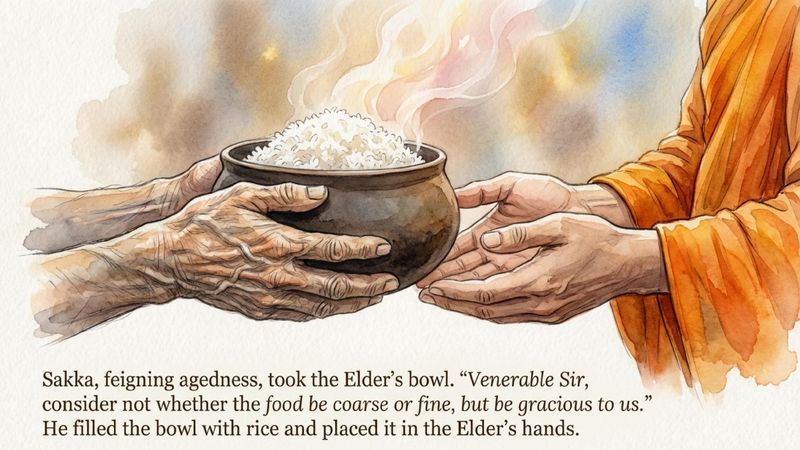 Sakka, feigning agedness, took the Elder’s bowl. “Venerable Sir,
consider not whether the food be coarse or fine, but be gracious to us.”
He filled the bowl with rice and placed it in the Elder’s hands.